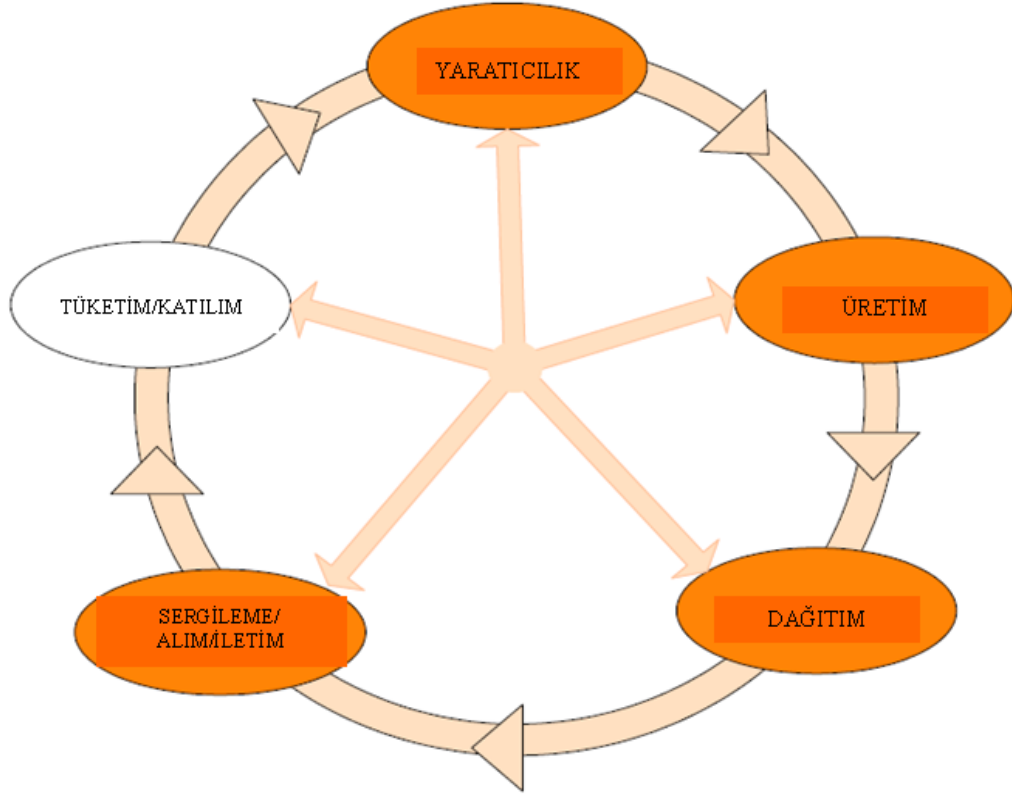 YARATICILIK
ÜRETİM
DAĞITIM
SERGİLEME/
ALIM/İLETİM
TÜKETİM/KATILIM